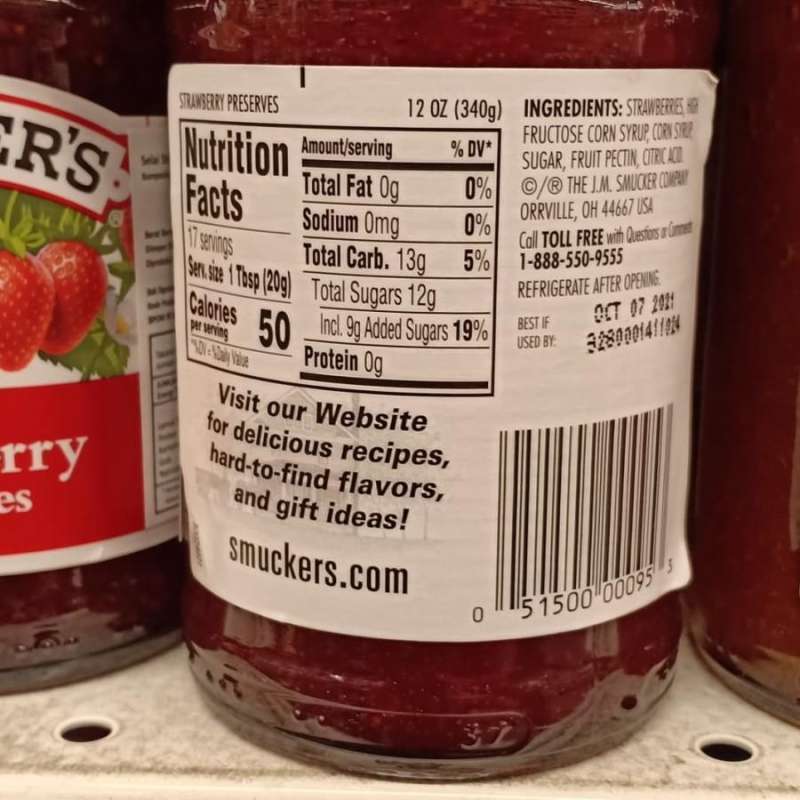 ER'S
rry
es
STRAWBERRY PRESERVES
12 OZ (340g)
Nutrition
Facts
17 servings
Serv. size 1 Tbsp (20g)
Calories
per serving
50
*%DV = %Daily Value
Amount/serving % DV*
Total Fat 0g 0%
Sodium 0mg 0%
Total Carb. 13g 5%
Total Sugars 12g
Incl. 9g Added Sugars 19%
Protein 0g
INGREDIENTS: STRAWBERRIES, HIGH
FRUCTOSE CORN SYRUP, CORN SYRUP,
SUGAR, FRUIT PECTIN, CITRIC ACID.
©/® THE J.M. SMUCKER COMPANY
ORRVILLE, OH 44667 USA
Call TOLL FREE with Questions or Comments
1-888-550-9555
REFRIGERATE AFTER OPENING.
BEST IF
USED BY:
OCT 07 2021
Visit our Website
for delicious recipes,
hard-to-find flavors,
and gift ideas!
smuckers.com
0 51500 00095 3